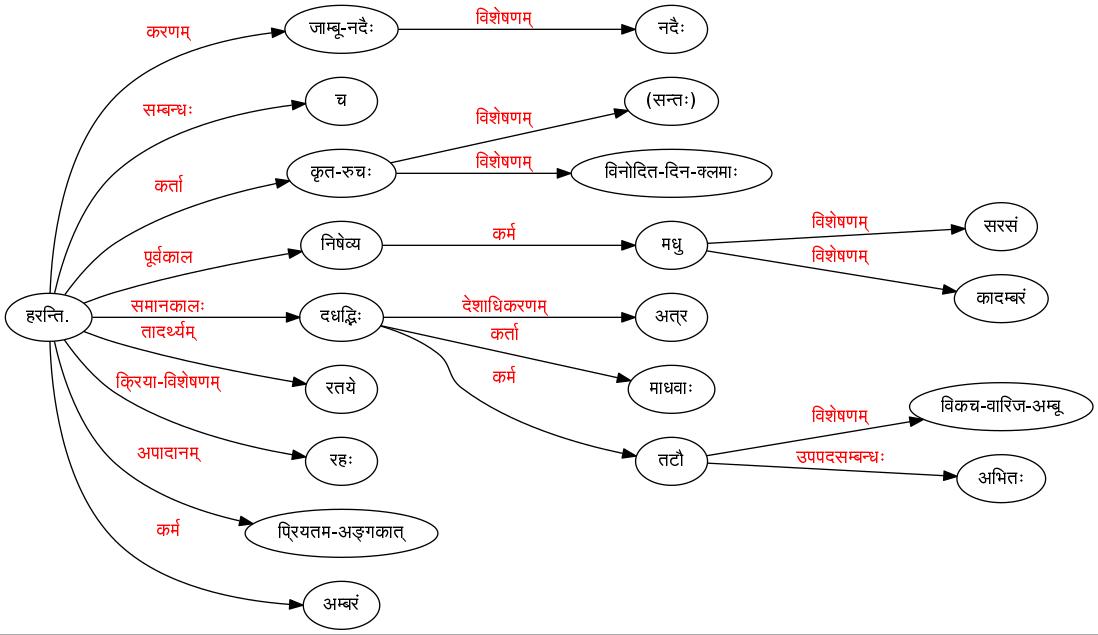 करणम्
जाम्बू-नदैः
विशेषणम्
नदैः
सम्बन्धः
च
विशेषणम्
(सन्तः)
कर्ता
कृत-रुचः
विशेषणम्
विनोदित-दिन-क्लमाः
पूर्वकाल
निषेव्य
कर्म
मधु
विशेषणम्
सरसं
विशेषणम्
कादम्बरं
हरन्ति.
समानकालः
दधद्भिः
देशाधिकरणम्
अत्र
तादर्थ्यम्
रतये
कर्ता
माधवाः
क्रिया-विशेषणम्
रहः
कर्म
तटौ
विशेषणम्
विकच-वारिज-अम्बू
उपपदसम्बन्धः
अभितः
अपादानम्
प्रियतम-अङ्गकात्
कर्म
अम्बरं